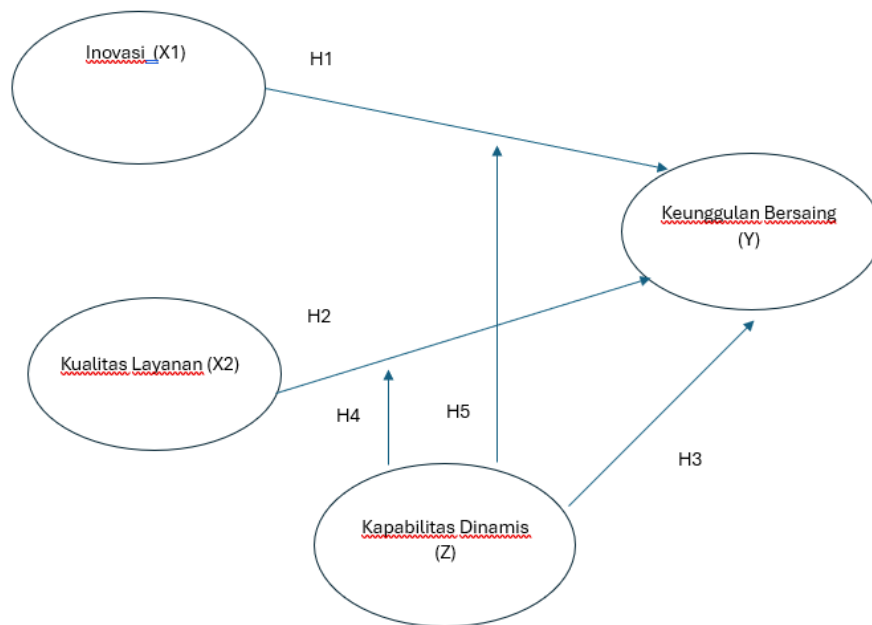 Inovasi (X1)
H1
Keunggulan Bersaing
(Y)
H2
Kualitas Layanan (X2)
H4
H5
H3
Kapabilitas Dinamis
(Z)